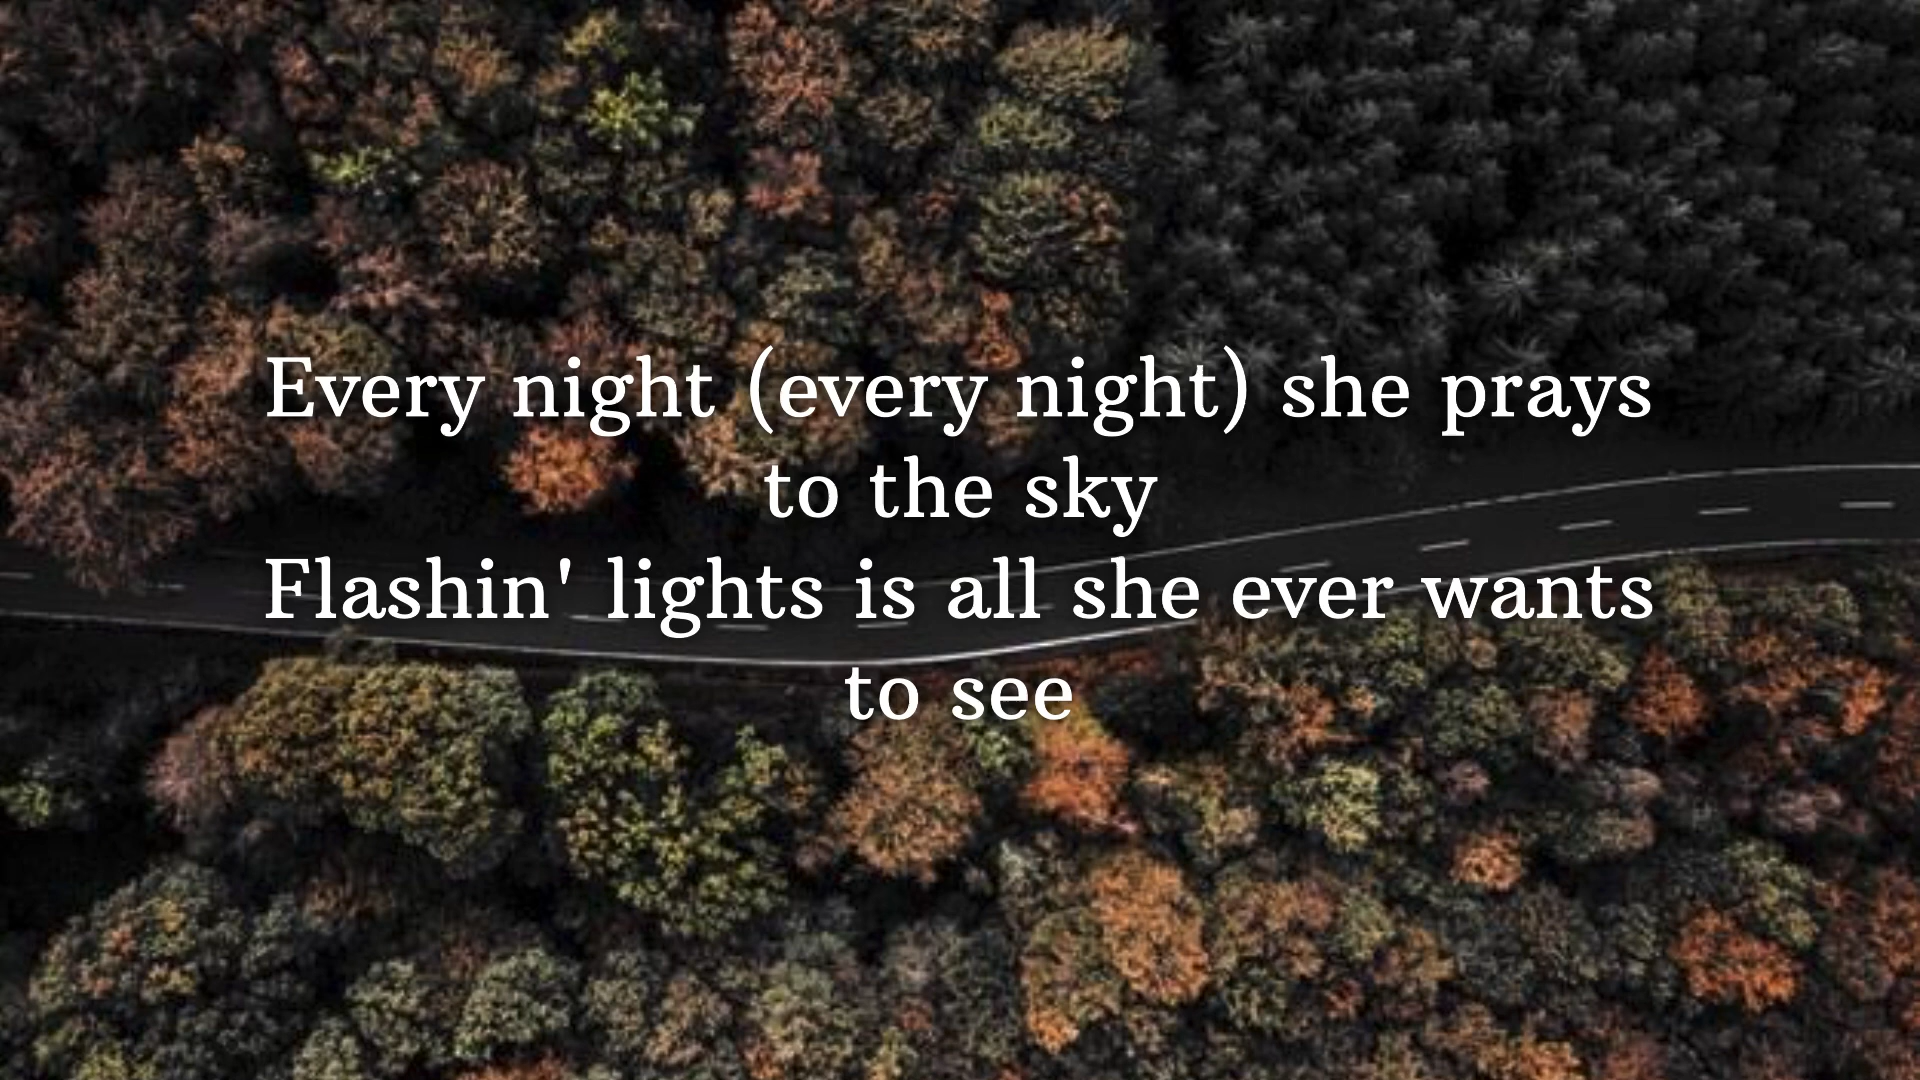 Every night (every night) she prays
to the sky
Flashin' lights is all she ever wants
to see